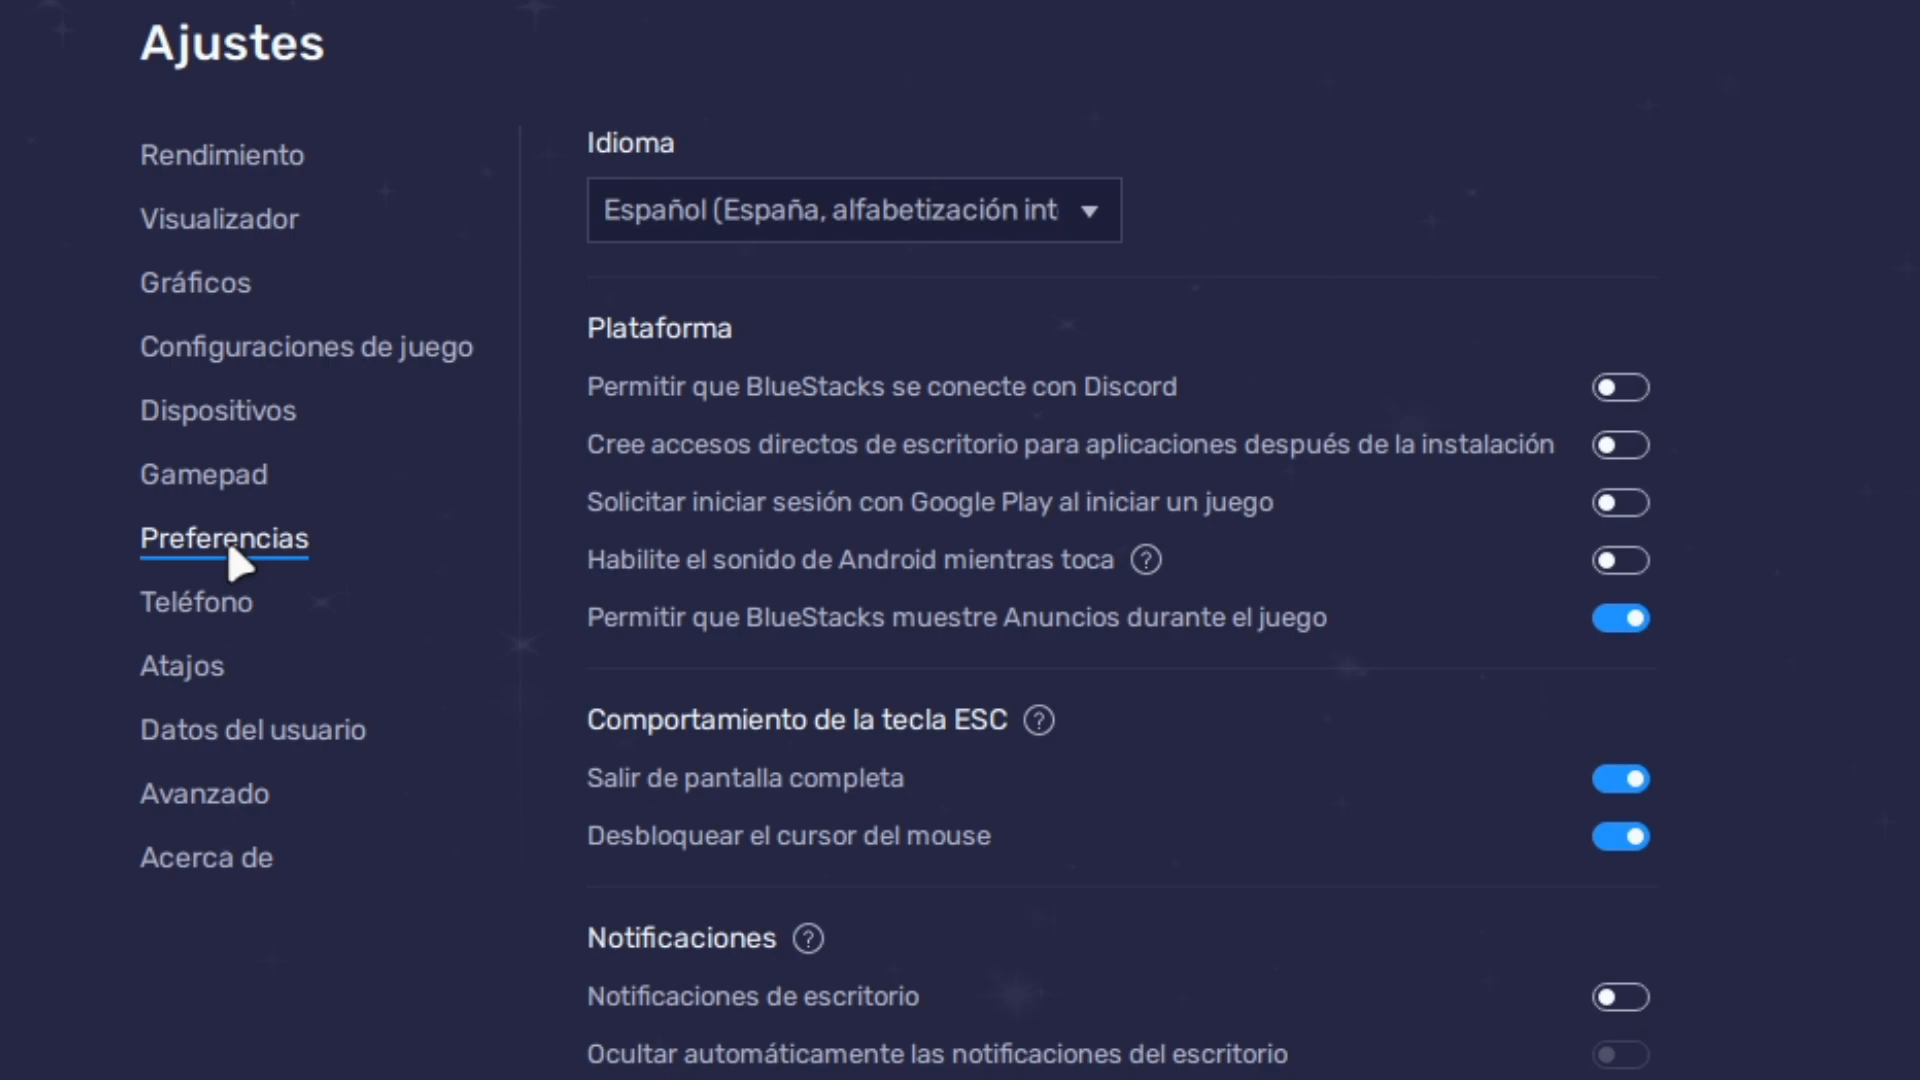 Ajustes
Rendimiento
Visualizador
Gráficos
Configuraciones de juego
Dispositivos
Gamepad
Preferencias
Teléfono
Atajos
Datos del usuario
Avanzado
Acerca de
Idioma
Español (España, alfabetización int
Plataforma
Permitir que BlueStacks se conecte con Discord
Cree accesos directos de escritorio para aplicaciones después de la instalación
Solicitar iniciar sesión con Google Play al iniciar un juego
Habilite el sonido de Android mientras toca ?
Permitir que BlueStacks muestre Anuncios durante el juego
Comportamiento de la tecla ESC ?
Salir de pantalla completa
Desbloquear el cursor del mouse
Notificaciones ?
Notificaciones de escritorio
Ocultar automáticamente las notificaciones del escritorio